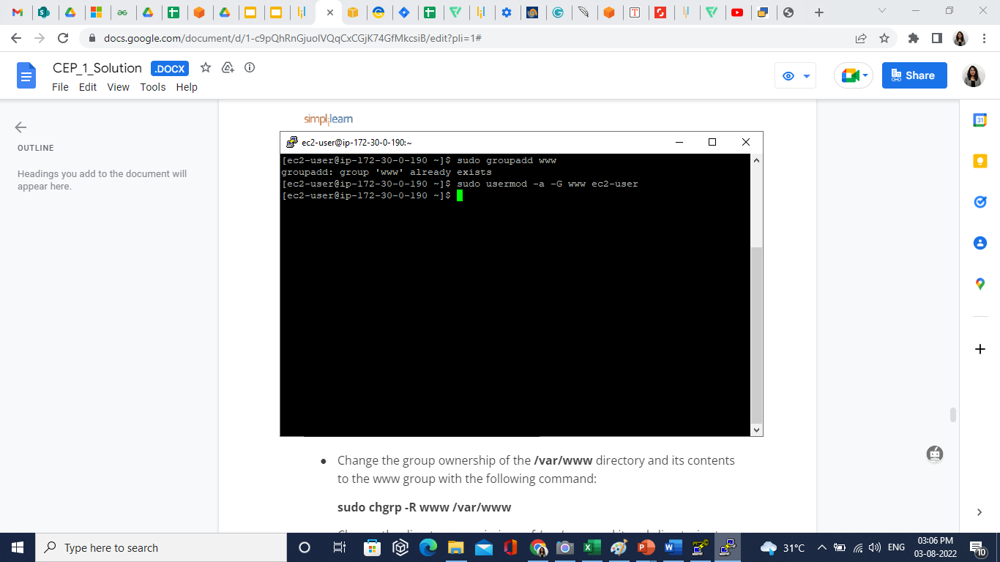 docs.google.com/document/d/1-c9pQhRnGjuolVQqCxCGjK74GfMkcsiB/edit?pli=1#
CEP_1_Solution .DOCX
File Edit View Tools Help
Share
OUTLINE
Headings you add to the document will
appear here.
simplilearn
ec2-user@ip-172-30-0-190:~
[ec2-user@ip-172-30-0-190 ~]$ sudo groupadd www
groupadd: group 'www' already exists
[ec2-user@ip-172-30-0-190 ~]$ sudo usermod -a -G www ec2-user
[ec2-user@ip-172-30-0-190 ~]$
● Change the group ownership of the /var/www directory and its contents
to the www group with the following command:
sudo chgrp -R www /var/www
31
Type here to search
31°C ENG 03:06 PM
03-08-2022
10